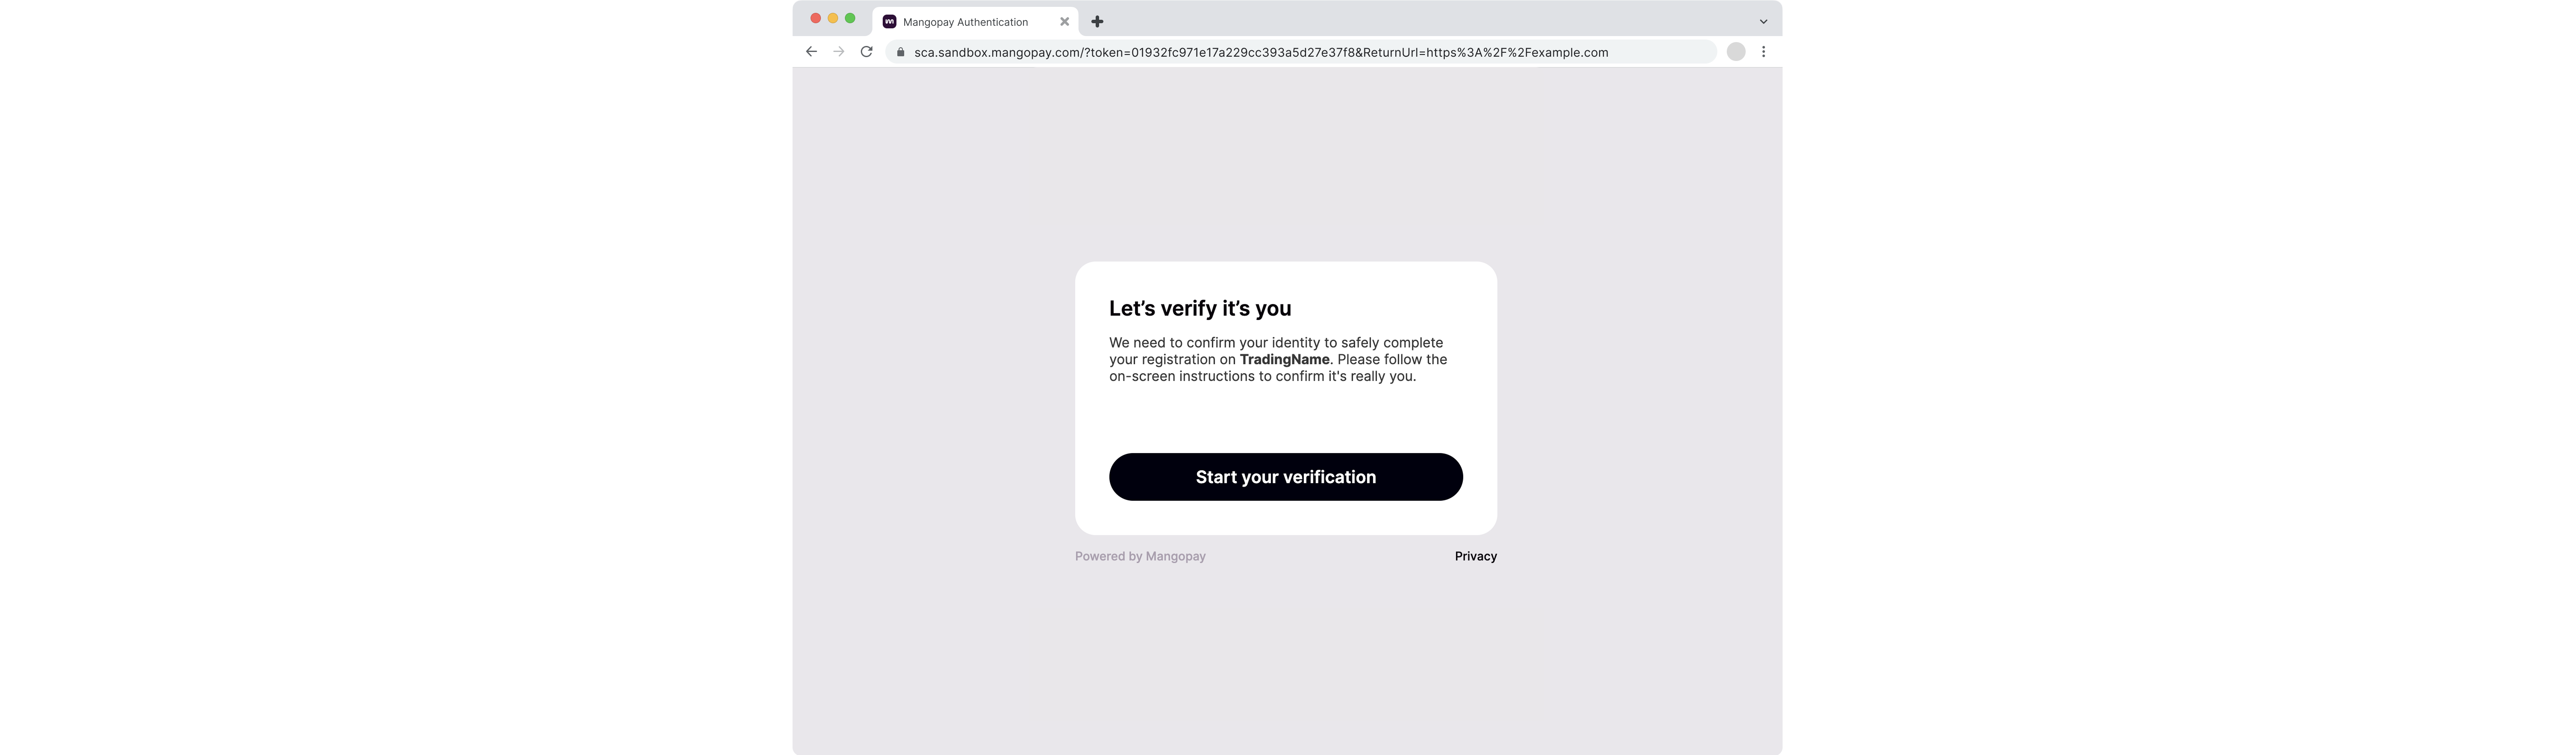 Mangopay Authentication
sca.sandbox.mangopay.com/?token=01932fc971e17a229cc393a5d27e37f8&ReturnUrl=https%3A%2F%2Fexample.com
Let’s verify it’s you
We need to confirm your identity to safely complete
your registration on TradingName. Please follow the
on-screen instructions to confirm it's really you.
Start your verification
Powered by Mangopay
Privacy